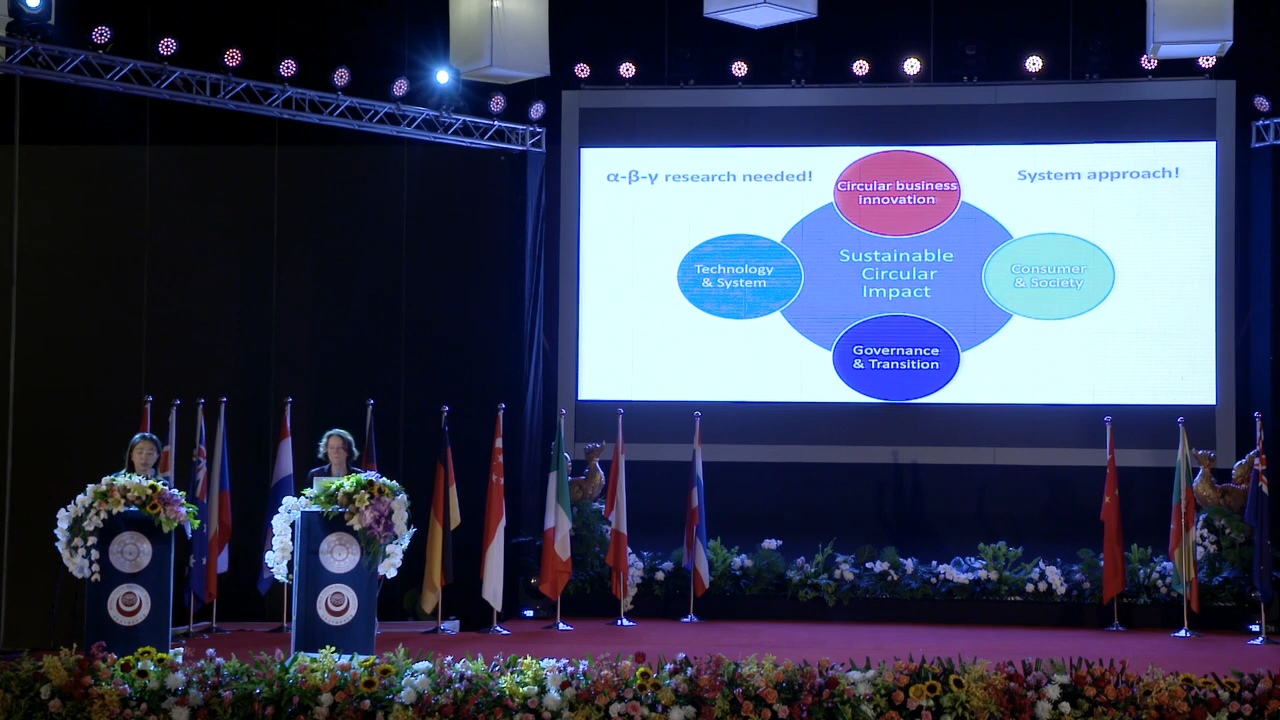 α-β-γ research needed!
System approach!
Circular business
innovation
Technology
& System
Sustainable
Circular
Impact
Consumer
& Society
Governance
& Transition